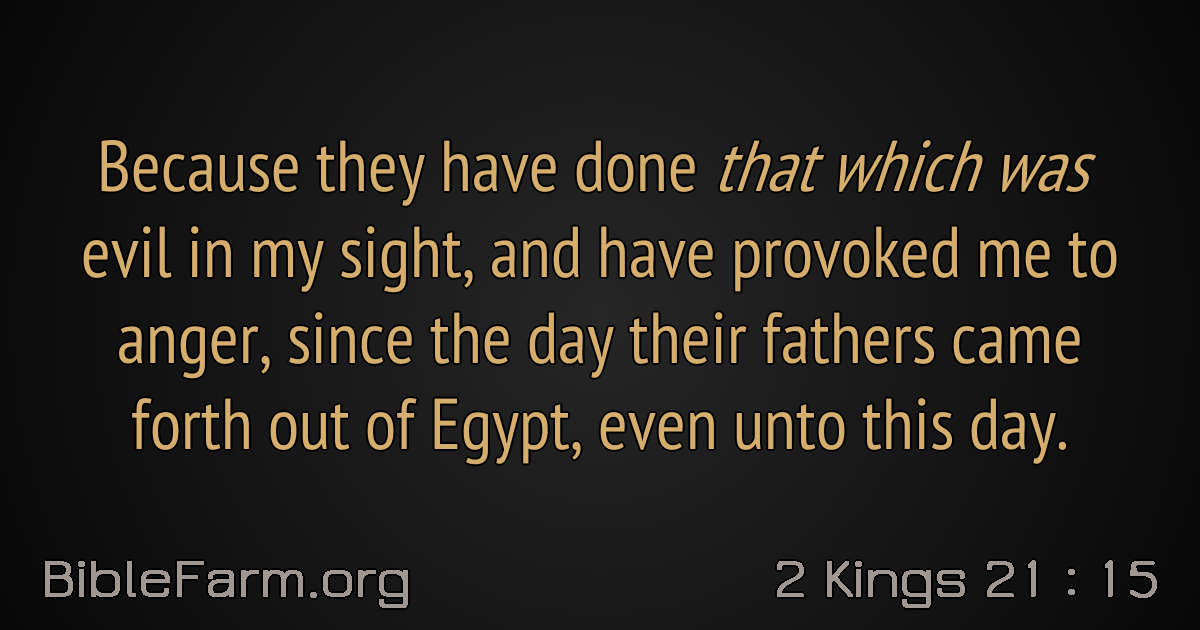 Because they have done that which was
evil in my sight, and have provoked me to
anger, since the day their fathers came
forth out of Egypt, even unto this day.
BibleFarm.org
2 Kings 21 : 15